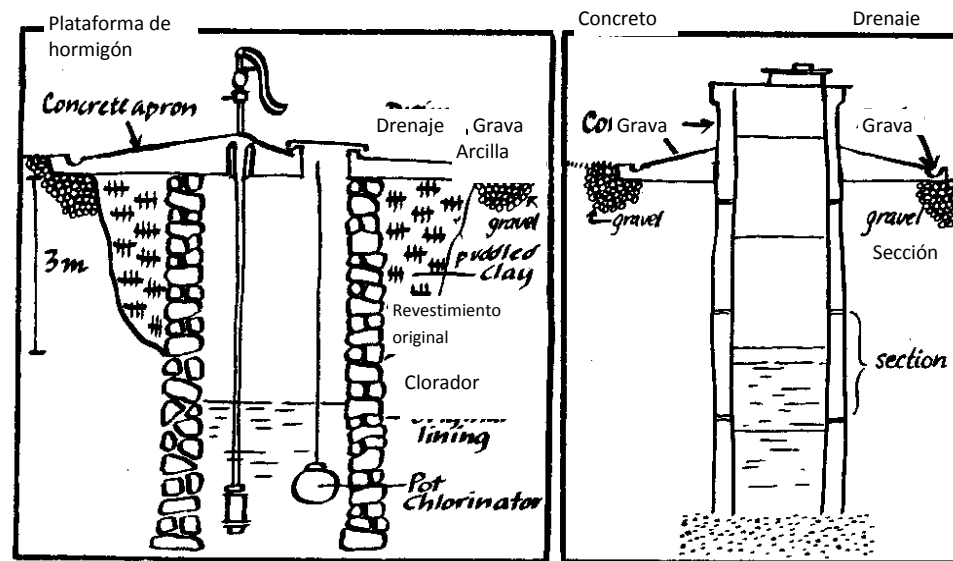 Plataforma de
hormigón
Concrete apron
Drenaje
Grava
Arcilla
gravel
puddled
clay
3m
Revestimiento
original
Clorador
lining
Pot
Chlorinator
Concreto
Drenaje
Grava
Grava
gravel
gravel
Sección
section